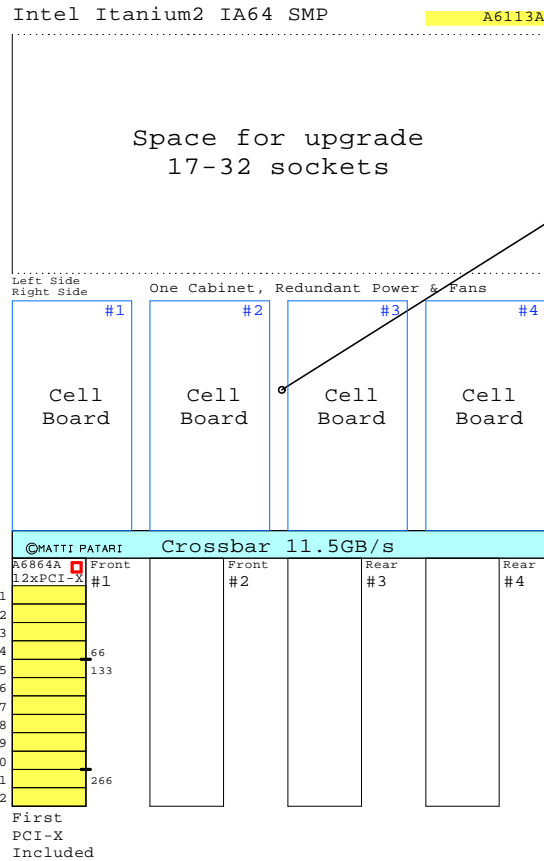 Intel Itanium2 IA64 SMP A6113A
Space for upgrade
17-32 sockets
Left Side
Right Side
One Cabinet, Redundant Power & Fans
#1 #2 #3 #4
Cell Board
Cell Board
Cell Board
Cell Board
©MATTI PATARI Crossbar 11.5GB/s
A6864A
12xPCI-X
Front
#1
Front
#2
Rear
#3
Rear
#4
1
2
3
4
66
5
133
6
7
8
9
0
1
266
2
First
PCI-X
Included